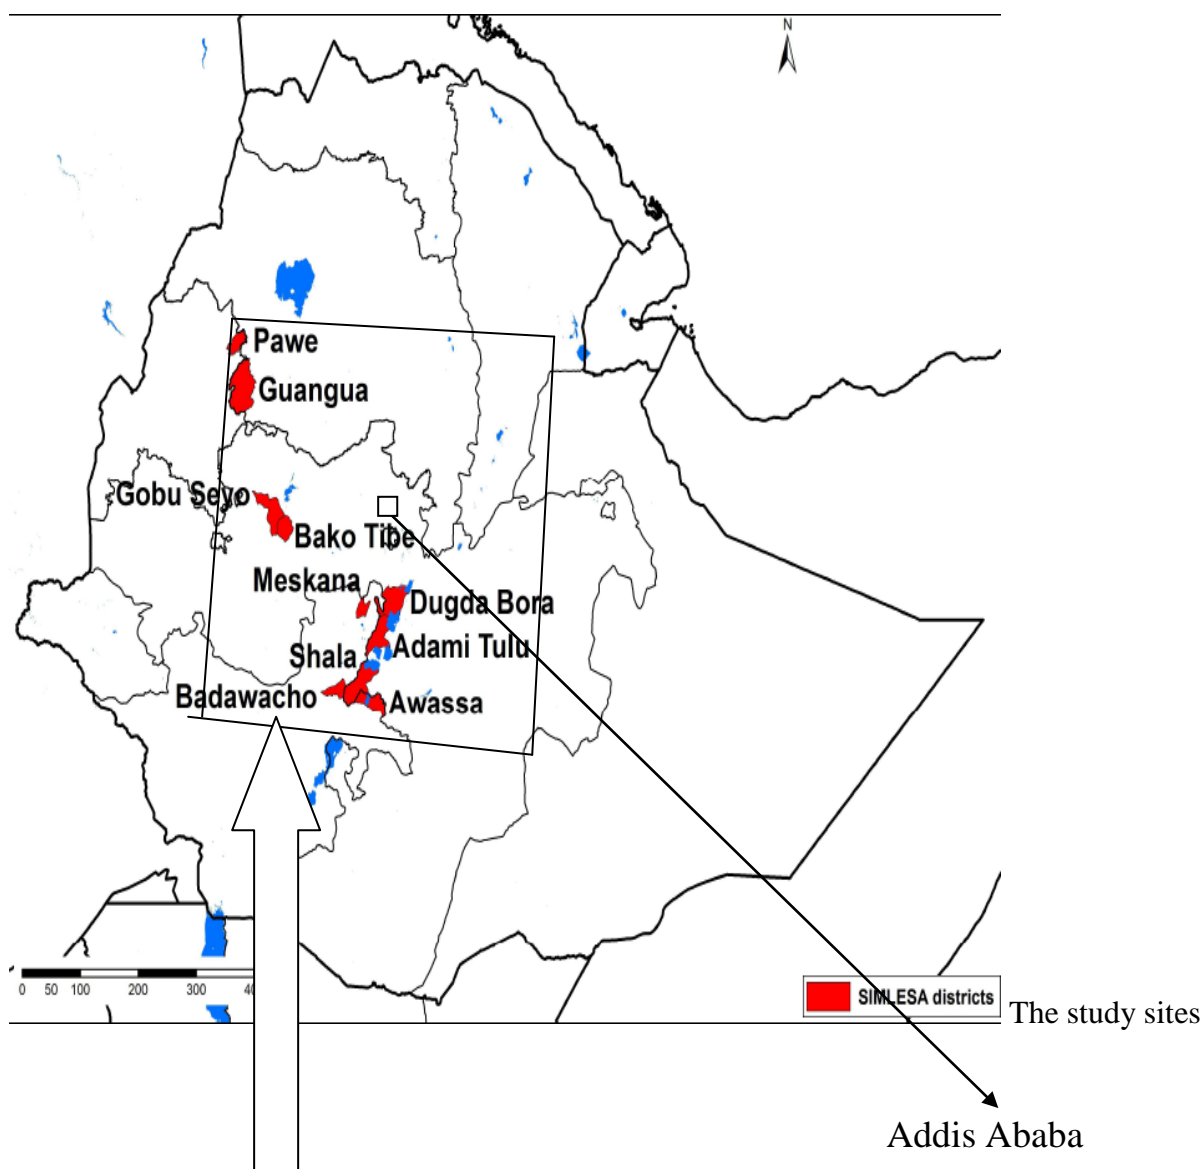 N
Pawe
Guangua
Gobu Seyo
Bako Tibe
Meskana
Dugda Bora
Adami Tulu
Shala
Badawacho
Awassa
0 50 100 200 300
SIMLESA districts
The study sites
Addis Ababa